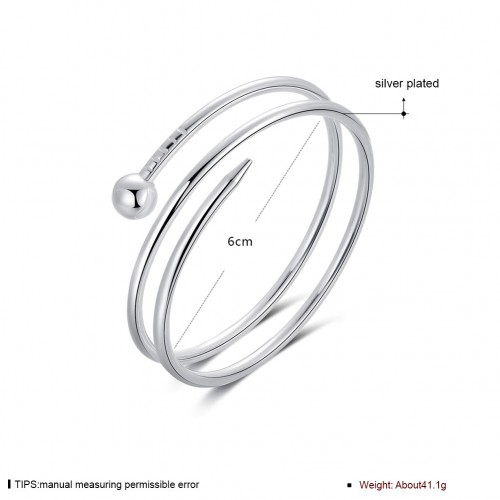 silver plated
6cm
TIPS:manual measuring permissible error
Weight: About41.1g